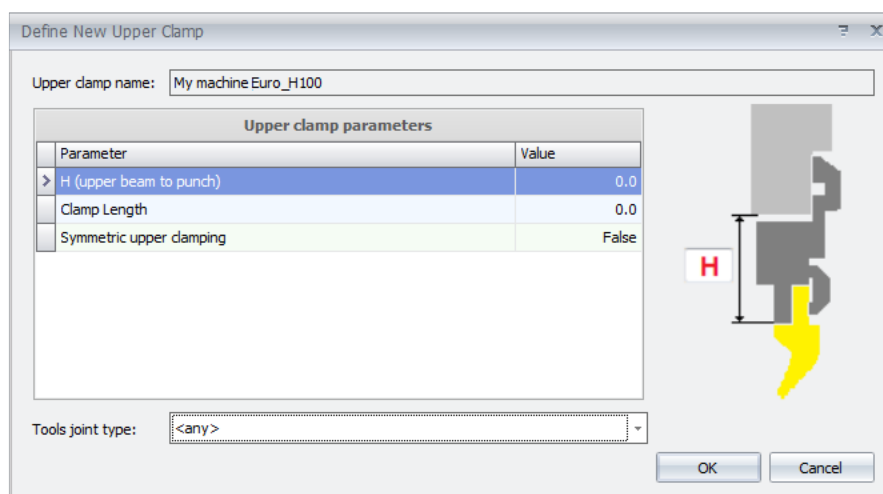 Define New Upper Clamp
Upper clamp name: My machine Euro_H100
Upper clamp parameters
Parameter Value
H (upper beam to punch) 0.0
Clamp Length 0.0
Symmetric upper clamping False
H
Tools joint type: <any>
OK Cancel